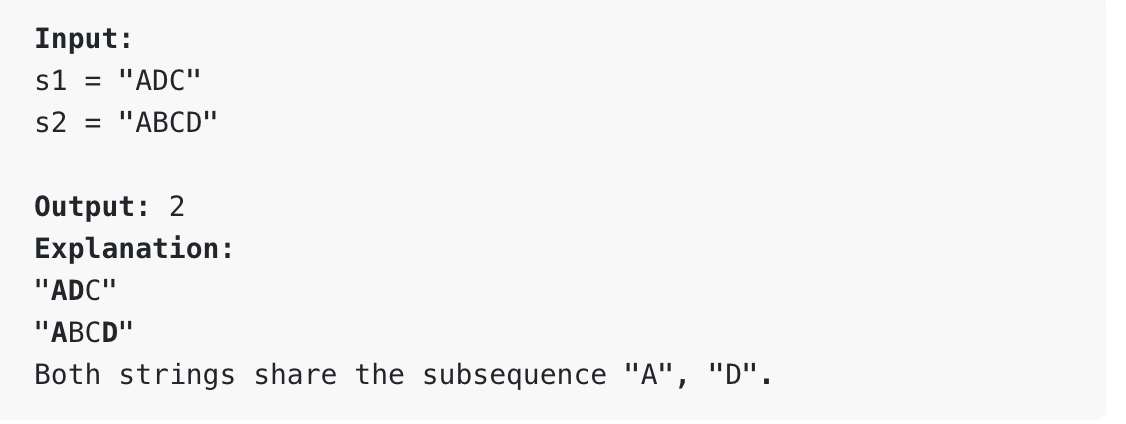 Input:
s1 = "ADC"
s2 = "ABCD"
Output: 2
Explanation:
"ADC"
"ABCD"
Both strings share the subsequence "A", "D".